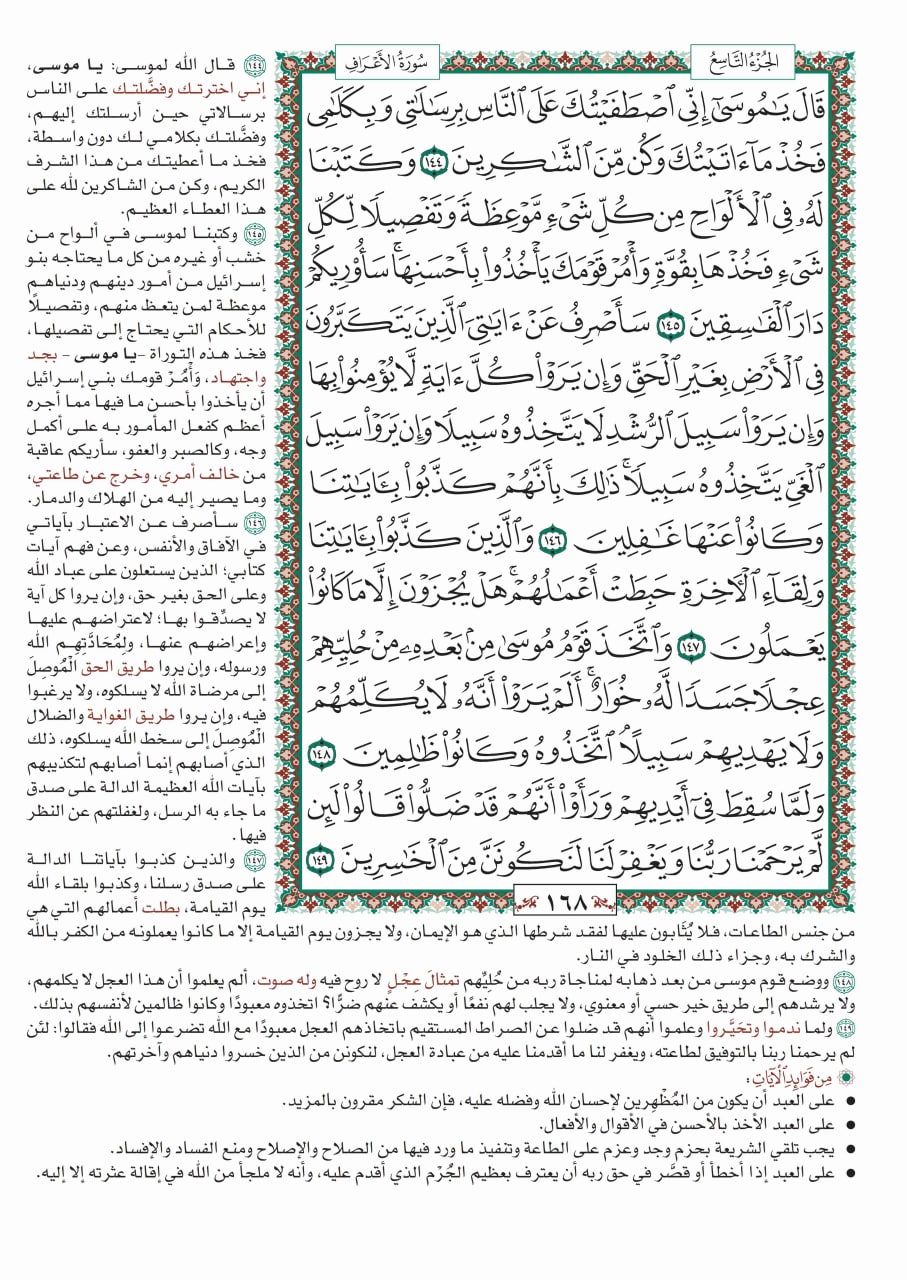 الجُزْءُ التَّاسِعُ
سُورَةُ الأَعْرَافِ
قَالَ يَٰمُوسَىٰٓ إِنِّي ٱصۡطَفَيۡتُكَ عَلَى ٱلنَّاسِ بِرِسَٰلَٰتِي وَبِكَلَٰمِي
فَخُذۡ مَآ ءَاتَيۡتُكَ وَكُن مِّنَ ٱلشَّٰكِرِينَ ١٤٤ وَكَتَبۡنَا
لَهُۥ فِي ٱلۡأَلۡوَاحِ مِن كُلِّ شَيۡءٖ مَّوۡعِظَةٗ وَتَفۡصِيلٗا لِّكُلِّ
شَيۡءٖ فَخُذۡهَا بِقُوَّةٖ وَأۡمُرۡ قَوۡمَكَ يَأۡخُذُواْ بِأَحۡسَنِهَاۚ سَأُوْرِيكُمۡ
دَارَ ٱلۡفَٰسِقِينَ ١٤٥ سَأَصۡرِفُ عَنۡ ءَايَٰتِيَ ٱلَّذِينَ يَتَكَبَّرُونَ
فِي ٱلۡأَرۡضِ بِغَيۡرِ ٱلۡحَقِّ وَإِن يَرَوۡاْ كُلَّ ءَايَةٖ لَّا يُؤۡمِنُواْ بِهَا
وَإِن يَرَوۡاْ سَبِيلَ ٱلرُّشۡدِ لَا يَتَّخِذُوهُ سَبِيلٗا وَإِن يَرَوۡاْ سَبِيلَ
ٱلۡغَيِّ يَتَّخِذُوهُ سَبِيلٗاۚ ذَٰلِكَ بِأَنَّهُمۡ كَذَّبُواْ بِـَٔايَٰتِنَا
وَكَانُواْ عَنۡهَا غَٰفِلِينَ ١٤٦ وَٱلَّذِينَ كَذَّبُواْ بِـَٔايَٰتِنَا
وَلِقَآءِ ٱلۡأٓخِرَةِ حَبِطَتۡ أَعۡمَٰلُهُمۡۚ هَلۡ يُجۡزَوۡنَ إِلَّا مَا كَانُواْ
يَعۡمَلُونَ ١٤٧ وَٱتَّخَذَ قَوۡمُ مُوسَىٰ مِنۢ بَعۡدِهِۦ مِنۡ حُلِيِّهِمۡ
عِجۡلٗا جَسَدٗا لَّهُۥ خُوَارٌۚ أَلَمۡ يَرَوۡاْ أَنَّهُۥ لَا يُكَلِّمُهُمۡ
وَلَا يَهۡدِيهِمۡ سَبِيلًاۘ ٱتَّخَذُوهُ وَكَانُواْ ظَٰلِمِينَ ١٤٨
وَلَمَّا سُقِطَ فِيٓ أَيۡدِيهِمۡ وَرَأَوۡاْ أَنَّهُمۡ قَدۡ ضَلُّواْ قَالُواْ لَئِن
لَّمۡ يَرۡحَمۡنَا رَبُّنَا وَيَغۡفِرۡ لَنَا لَنَكُونَنَّ مِنَ ٱلۡخَٰسِرِينَ ١٤٩
١٦٨
١٤٤ قال الله لموسى: يا موسى،
إني اخترتك وفضَّلتك على الناس
برسالاتي حين أرسلتك إليهم،
وفضَّلتك بكلامي لك دون واسطة،
فخذ ما أعطيتك من هذا الشرف
الكريم، وكن من الشاكرين لله على
هذا العطاء العظيم.
١٤٥ وكتبنا لموسى في ألواح من
خشب أو غيره من كل ما يحتاجه بنو
إسرائيل من أمور دينهم ودنياهم
موعظة لمن يتعظ منهم، وتفصيلًا
للأحكام التي يحتاج إلى تفصيلها،
فخذ هذه التوراة -يا موسى- بجد
واجتهاد، وَأْمُرْ قومك بني إسرائيل
أن يأخذوا بأحسن ما فيها مما أجره
أعظم كفعل المأمور به على أكمل
وجه، وكالصبر والعفو، سأريكم عاقبة
من خالف أمري، وخرج عن طاعتي،
وما يصير إليه من الهلاك والدمار.
١٤٦ سأصرف عن الاعتبار بآياتي
في الآفاق والأنفس، وعن فهم آيات
كتابي؛ الذين يستعلون على عباد الله
وعلى الحق بغير حق، وإن يروا كل آية
لا يصدِّقوا بها؛ لاعتراضهم عليها
وإعراضهم عنها، ولِمُحَادَّتِهِم الله
ورسوله، وإن يروا طريق الحق الْمُوصِلَ
إلى مرضاة الله لا يسلكوه، ولا يرغبوا
فيه، وإن يروا طريق الغواية والضلال
الْمُوصِلَ إلى سخط الله يسلكوه، ذلك
الذي أصابهم إنما أصابهم لتكذيبهم
بآيات الله العظيمة الدالة على صدق
ما جاء به الرسل، ولغفلتهم عن النظر
فيها.
١٤٧ والذين كذبوا بآياتنا الدالة
على صدق رسلنا، وكذبوا بلقاء الله
يوم القيامة، بطلت أعمالهم التي هي
من جنس الطاعات، فلا يُثابون عليها لفقد شرطها الذي هو الإيمان، ولا يجزون يوم القيامة إلا ما كانوا يعملونه من الكفر بالله
والشرك به، وجزاء ذلك الخلود في النار.
١٤٨ ووضع قوم موسى من بعد ذهابه لمناجاة ربه من حُليِّهم تمثالَ عِجْلٍ لا روح فيه وله صوت، ألم يعلموا أن هذا العجل لا يكلمهم،
ولا يرشدهم إلى طريق خير حسي أو معنوي، ولا يجلب لهم نفعًا أو يكشف عنهم ضرًّا؟ اتخذوه معبودًا وكانوا ظالمين لأنفسهم بذلك.
١٤٩ ولما ندموا وتحَيَّروا وعلموا أنهم قد ضلوا عن الصراط المستقيم باتخاذهم العجل معبودًا مع الله تضرعوا إلى الله فقالوا: لئن
لم يرحمنا ربنا بالتوفيق لطاعته، ويغفر لنا ما أقدمنا عليه من عبادة العجل، لنكونن من الذين خسروا دنياهم وآخرتهم.
مِن فَوَائِدِ الْآيَاتِ:
● على العبد أن يكون من المُظْهِرين لإحسان الله وفضله عليه، فإن الشكر مقرون بالمزيد.
● على العبد الأخذ بالأحسن في الأقوال والأفعال.
● يجب تلقي الشريعة بحزم وجد وعزم على الطاعة وتنفيذ ما ورد فيها من الصلاح والإصلاح ومنع الفساد والإفساد.
● على العبد إذا أخطأ أو قصَّر في حق ربه أن يعترف بعظيم الجُرْم الذي أقدم عليه، وأنه لا ملجأ من الله في إقالة عثرته إلا إليه.